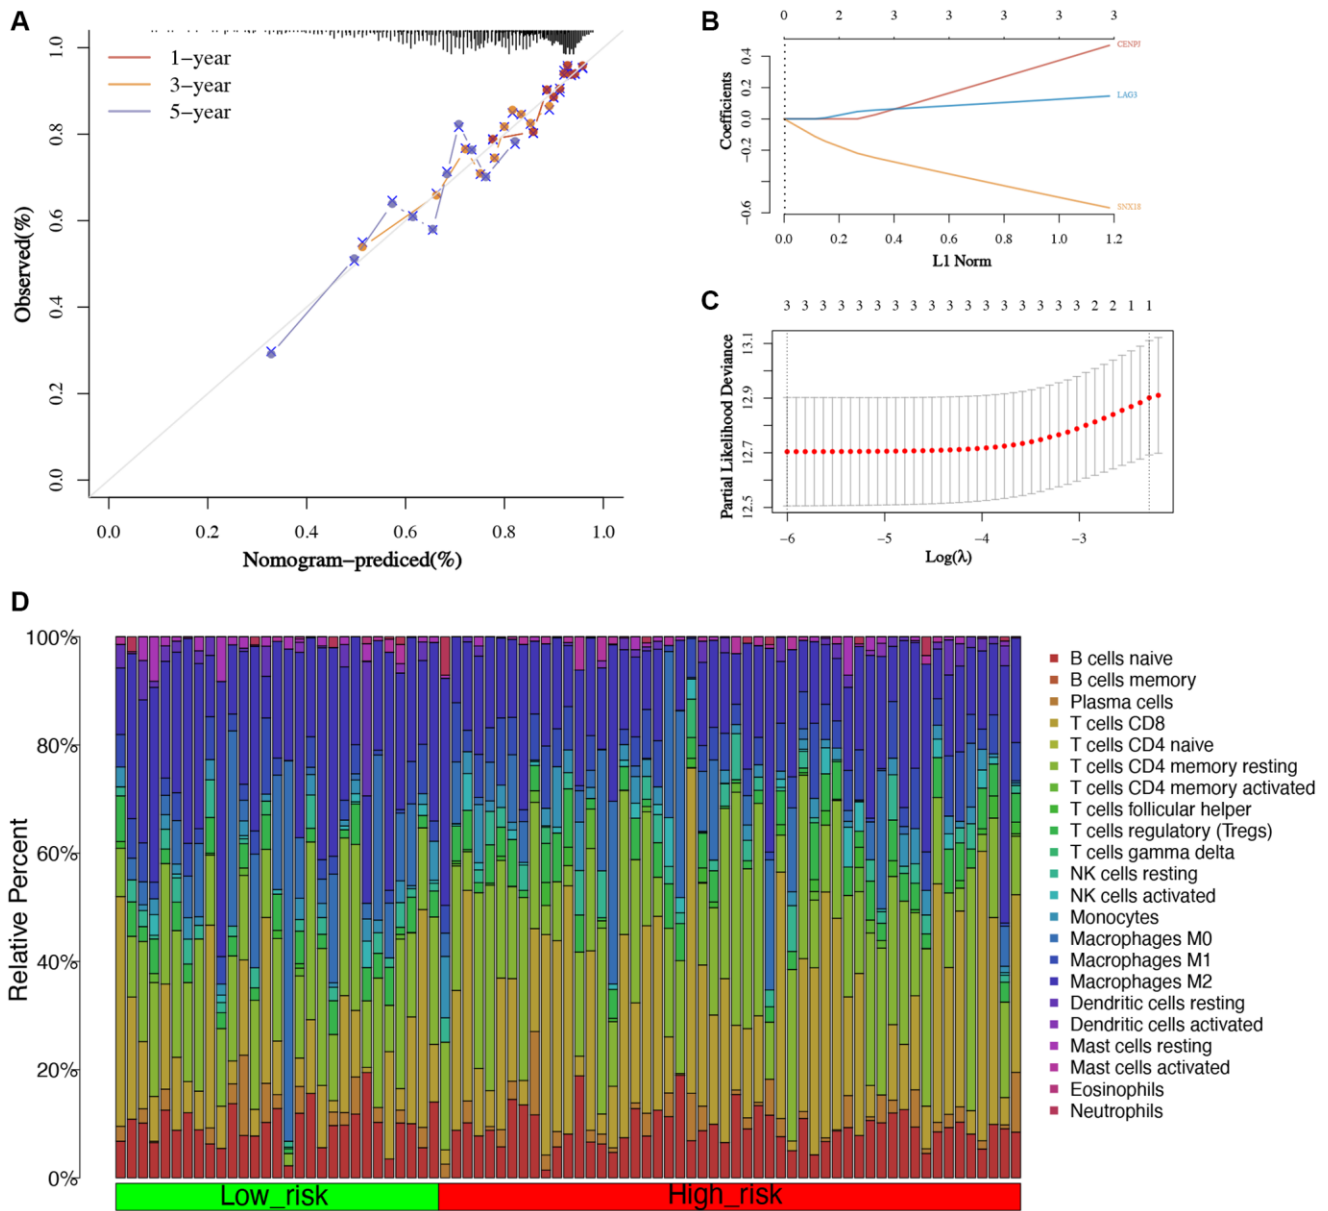 A
1–year
3–year
5–year
Observed(%)
1.0
0.8
0.6
0.4
0.2
0.0
0.0 0.2 0.4 0.6 0.8 1.0
Nomogram–prediced(%)
B
0 2 3 3 3 3 3
Coefficients
0.4
0.2
0.0
−0.2
−0.6
CENPJ
LAG3
SNX18
0.0 0.2 0.4 0.6 0.8 1.0 1.2
L1 Norm
C
3 3 3 3 3 3 3 3 3 3 3 3 3 3 3 3 3 2 2 1 1
Partial Likelihood Deviance
13.1
12.9
12.7
12.5
−6 −5 −4 −3
Log(λ)
D
Relative Percent
100%
80%
60%
40%
20%
0%
Low_risk High_risk
B cells naive
B cells memory
Plasma cells
T cells CD8
T cells CD4 naive
T cells CD4 memory resting
T cells CD4 memory activated
T cells follicular helper
T cells regulatory (Tregs)
T cells gamma delta
NK cells resting
NK cells activated
Monocytes
Macrophages M0
Macrophages M1
Macrophages M2
Dendritic cells resting
Dendritic cells activated
Mast cells resting
Mast cells activated
Eosinophils
Neutrophils